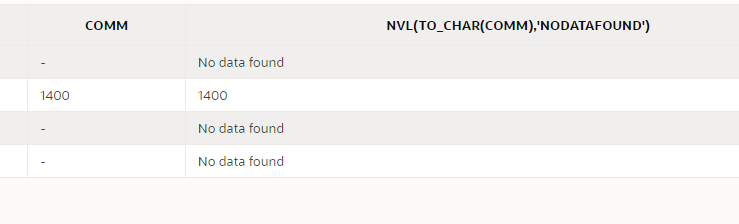 COMM NVL(TO_CHAR(COMM),'NODATAFOUND')
- No data found
1400 1400
- No data found
- No data found